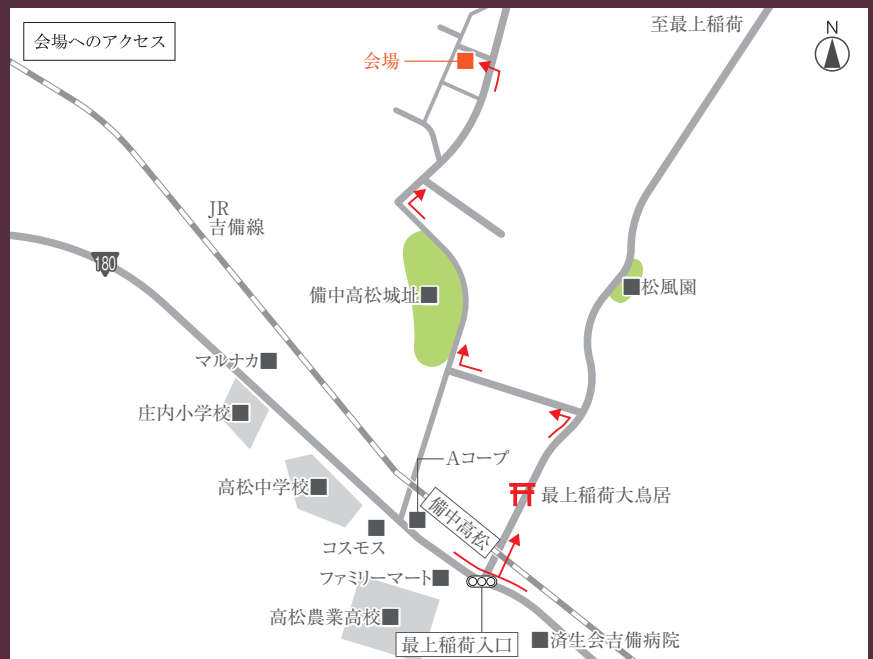 会場へのアクセス
至最上稲荷
N
会場
JR
吉備線
180
備中高松城址
松風園
マルナカ
庄内小学校
Aコープ
高松中学校
最上稲荷大鳥居
備中高松
コスモス
ファミリーマート
高松農業高校
最上稲荷入口
済生会吉備病院